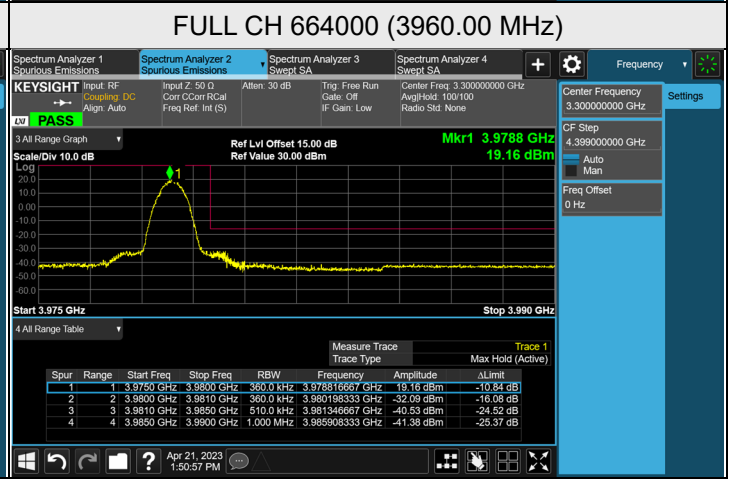 FULL CH 664000 (3960.00 MHz)
Spectrum Analyzer 1
Spurious Emissions
Spectrum Analyzer 2
Spurious Emissions
Spectrum Analyzer 3
Swept SA
Spectrum Analyzer 4
Swept SA
+
Frequency
KEYSIGHT
Input: RF
Coupling: DC
Align: Auto
Input Z: 50 Ω
Corr CCorr RCal
Freq Ref: Int (S)
Atten: 30 dB
Trig: Free Run
Gate: Off
IF Gain: Low
Center Freq: 3.300000000 GHz
Avg|Hold: 100/100
Radio Std: None
LXI PASS
Center Frequency
3.300000000 GHz
Settings
CF Step
4.399000000 GHz
Auto
Man
Freq Offset
0 Hz
3 All Range Graph
Scale/Div 10.0 dB
Ref Lvl Offset 15.00 dB
Ref Value 30.00 dBm
Mkr1 3.9788 GHz
19.16 dBm
Log
1
20.0
10.0
0.00
-10.0
-20.0
-30.0
-40.0
-50.0
-60.0
Start 3.975 GHz
Stop 3.990 GHz
4 All Range Table
Measure Trace Trace 1
Trace Type Max Hold (Active)
Spur Range Start Freq Stop Freq RBW Frequency Amplitude ΔLimit
1 1 3.9750 GHz 3.9800 GHz 360.0 kHz 3.978816667 GHz 19.16 dBm -10.84 dB
2 2 3.9800 GHz 3.9810 GHz 360.0 kHz 3.980198333 GHz -32.09 dBm -16.08 dB
3 3 3.9810 GHz 3.9850 GHz 510.0 kHz 3.981346667 GHz -40.53 dBm -24.52 dB
4 4 3.9850 GHz 3.9900 GHz 1.000 MHz 3.985908333 GHz -41.38 dBm -25.37 dB
?
Apr 21, 2023
1:50:57 PM